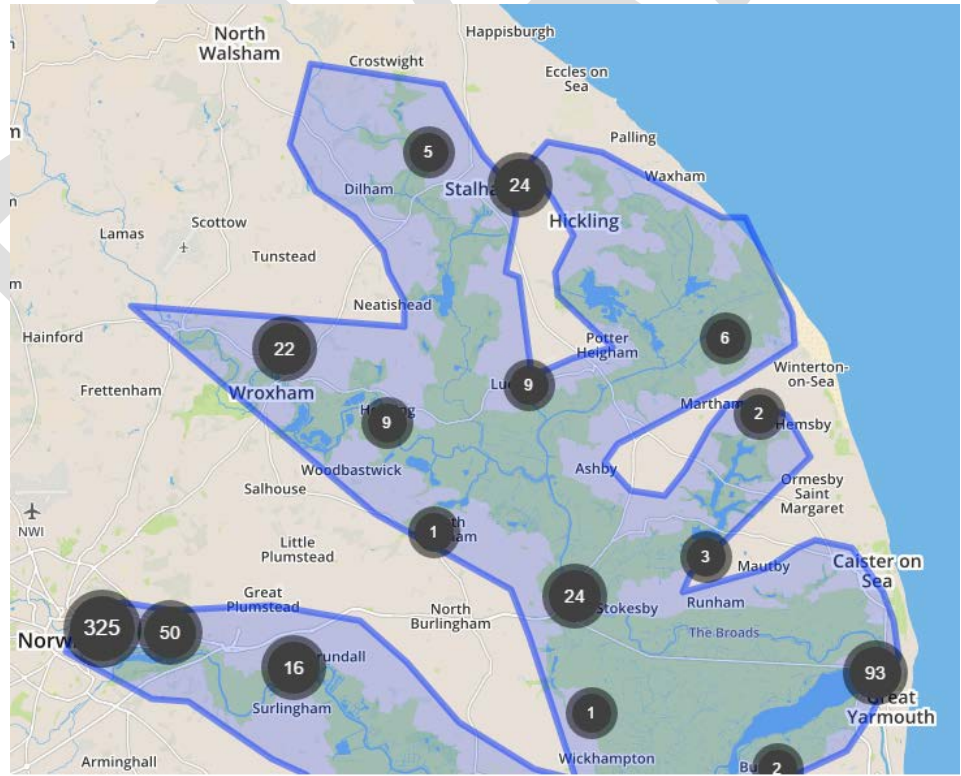 North
Walsham
Happisburgh
Crostwight
Eccles on
Sea
Palling
5
Waxham
24
Dilham
Hickling
Scottow
Lamas
Tunstead
Neatishead
Hainford
22
Potter
Heigham
6
Winterton-
on-Sea
Frettenham
Wroxham
9
Martham
2
Hemsby
9
Woodbastwick
Ashby
Salhouse
Ormesby
Saint
Margaret
NWI
1
Little
Plumstead
3
Mautby
Caister on
Sea
Great
Plumstead
24
Stokesby
Runham
North
Burlingham
325
50
The Broads
16
93
Great
Yarmouth
Surlingham
1
Wickhampton
Arminghall
2